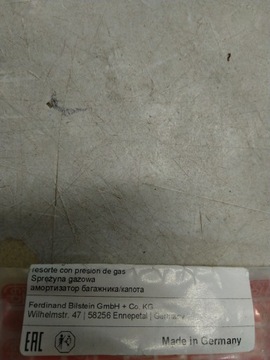 resorte con presion de gas
Sprężyna gazowa
амортизатор багажника/капота
Ferdinand Bilstein GmbH + Co. KG
Wilhelmstr. 47 | 58256 Ennepetal | Germany
EAC
Made in Germany